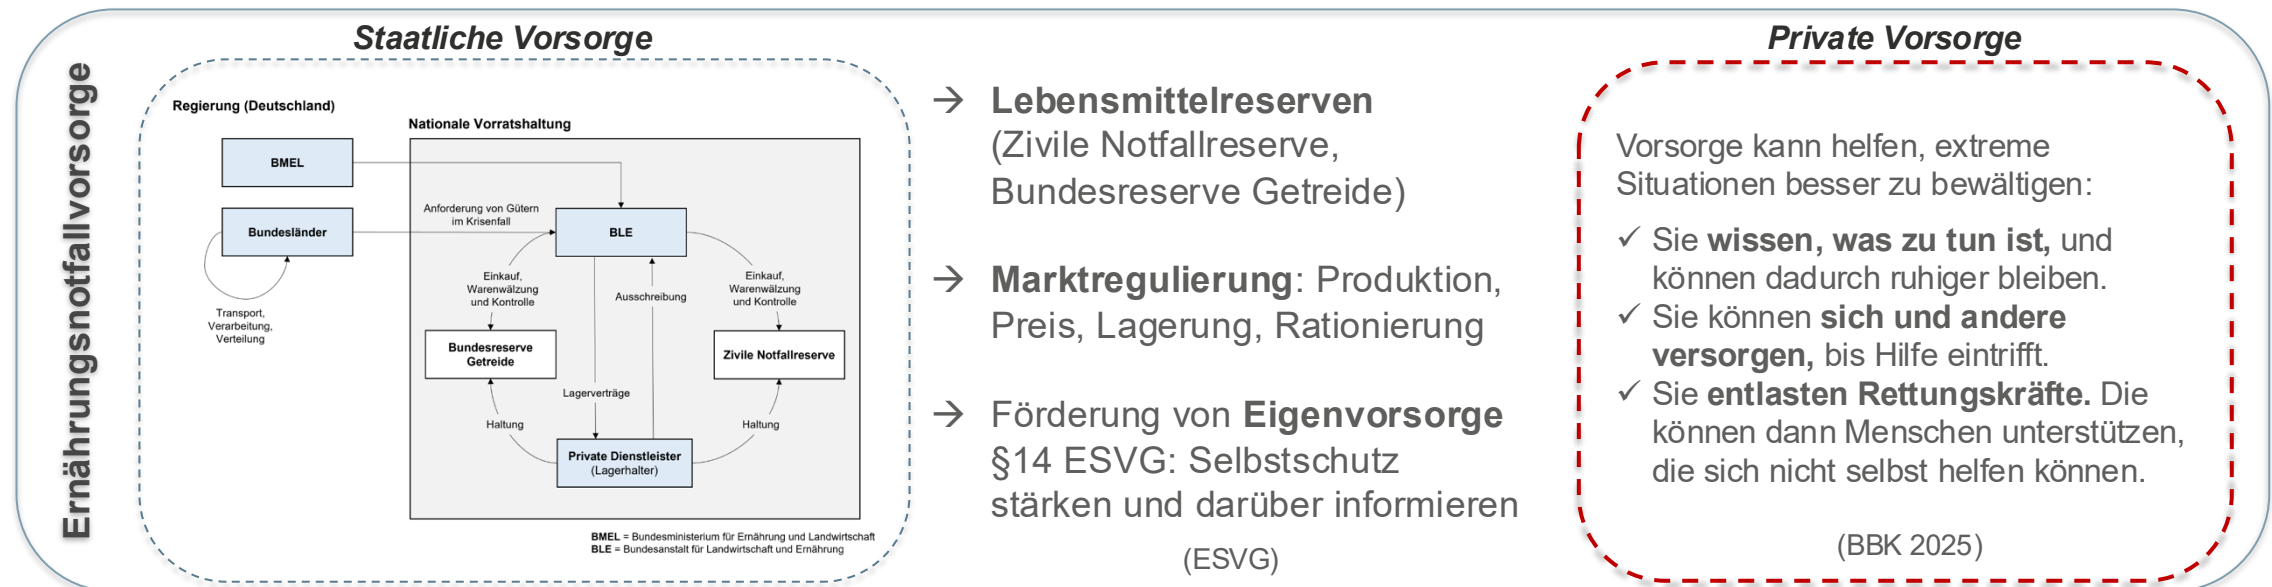 Ernährungsnotfallvorsorge
Staatliche Vorsorge
Regierung (Deutschland)
Nationale Vorratshaltung
BMEL
Bundesländer
Anforderung von Gütern
im Krisenfall
BLE
Transport,
Verarbeitung,
Verteilung
Einkauf,
Warenwälzung
und Kontrolle
Ausschreibung
Einkauf,
Warenwälzung
und Kontrolle
Bundesreserve
Getreide
Zivile Notfallreserve
Lagerverträge
Haltung
Haltung
Private Dienstleister
(Lagerhalter)
BMEL = Bundesministerium für Ernährung und Landwirtschaft
BLE = Bundesanstalt für Landwirtschaft und Ernährung
→ Lebensmittelreserven
(Zivile Notfallreserve,
Bundesreserve Getreide)
→ Marktregulierung: Produktion,
Preis, Lagerung, Rationierung
→ Förderung von Eigenvorsorge
§14 ESVG: Selbstschutz
stärken und darüber informieren
(ESVG)
Private Vorsorge
Vorsorge kann helfen, extreme
Situationen besser zu bewältigen:
✓ Sie wissen, was zu tun ist, und
können dadurch ruhiger bleiben.
✓ Sie können sich und andere
versorgen, bis Hilfe eintrifft.
✓ Sie entlasten Rettungskräfte. Die
können dann Menschen unterstützen,
die sich nicht selbst helfen können.
(BBK 2025)